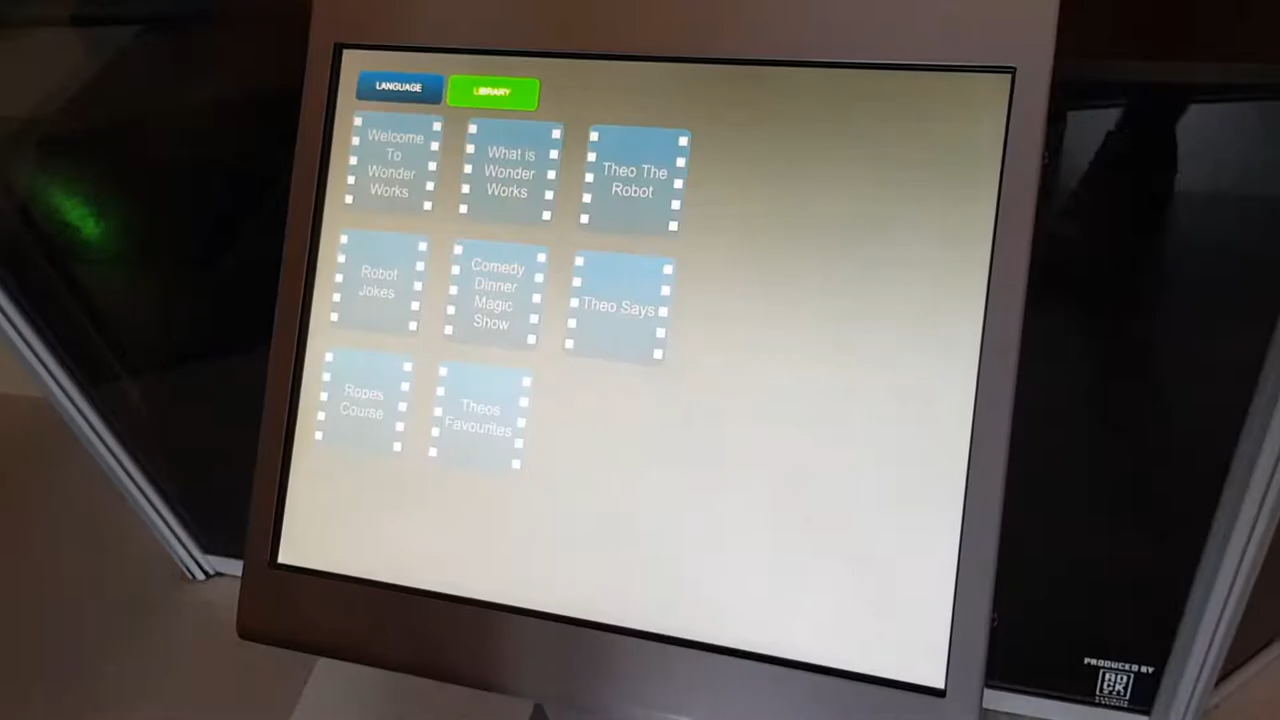 LANGUAGE
LIBRARY
Welcome
To
Wonder
Works
What is
Wonder
Works
Theo The
Robot
Robot
Jokes
Comedy
Dinner
Magic
Show
Theo Says
Ropes
Course
Theos
Favourites
PRODUCED BY